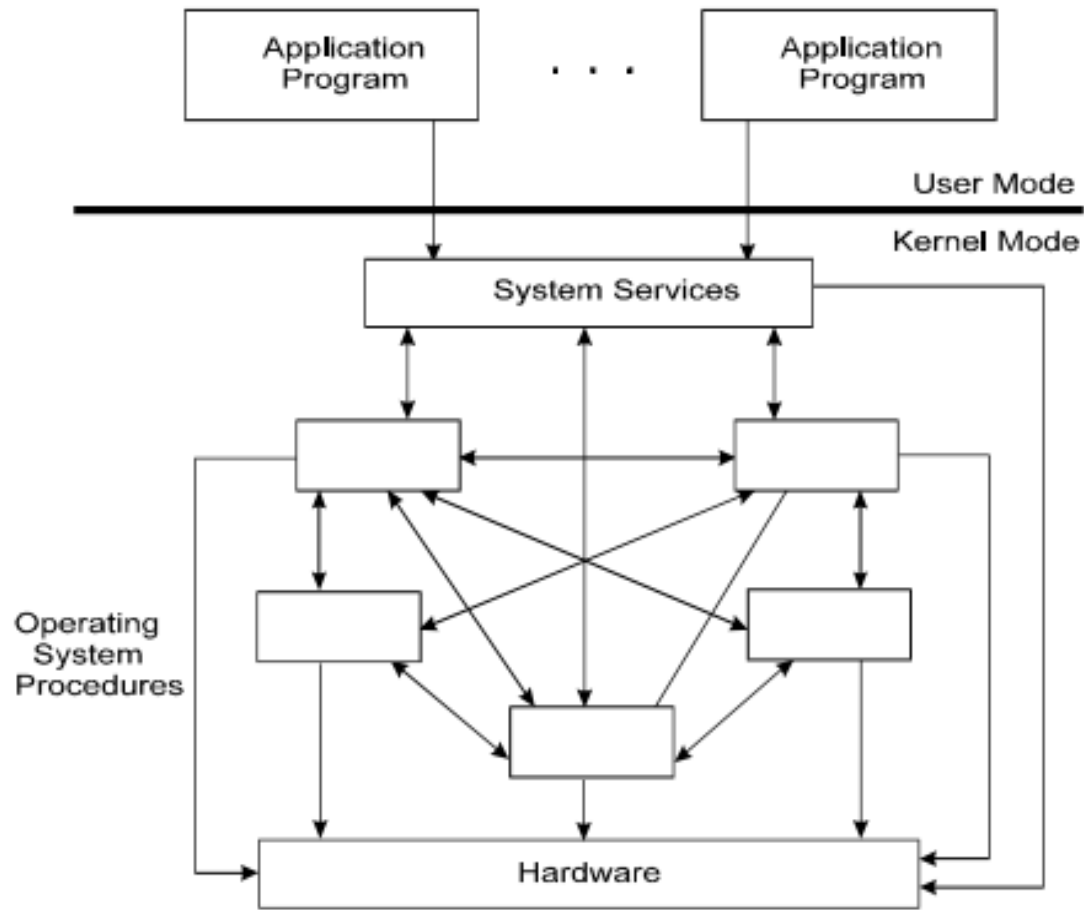 Application
Program
. . .
Application
Program
User Mode
Kernel Mode
System Services
Operating
System
Procedures
Hardware